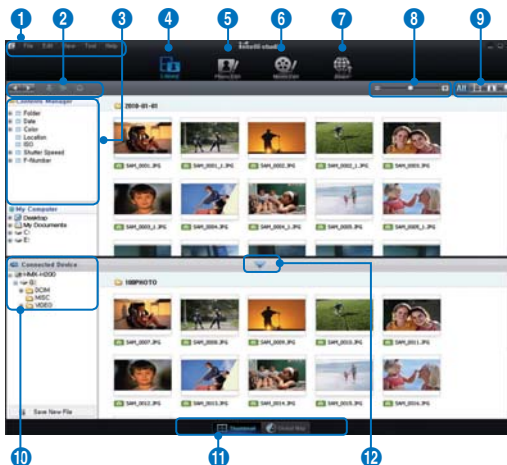 1 2 3 4 5 6 7 8 9
File Edit View Tool Help
Intelli-studio
Library Photo Edit Movie Edit Share
All
Contents Manager
Folder
Date
Color
Location
ISO
Shutter Speed
F-Number
My Computer
Desktop
My Documents
C:
E:
2010-01-01
SAM_0001.JPG SAM_0001_1.JPG SAM_0002.JPG SAM_0002_1.JPG SAM_0003.JPG
SAM_0003_1.JPG SAM_0004.JPG SAM_0004_1.JPG SAM_0005.JPG SAM_0005_1.JPG
Connected Device
HMX-H200
G:
DCIM
MISC
VIDEO
100PHOTO
SAM_0007.JPG SAM_0008.JPG SAM_0009.JPG SAM_0010.JPG SAM_0011.JPG
SAM_0012.JPG SAM_0013.JPG SAM_0014.JPG SAM_0015.JPG SAM_0016.JPG
Save New File
Thumbnail Global Map
10 11 12